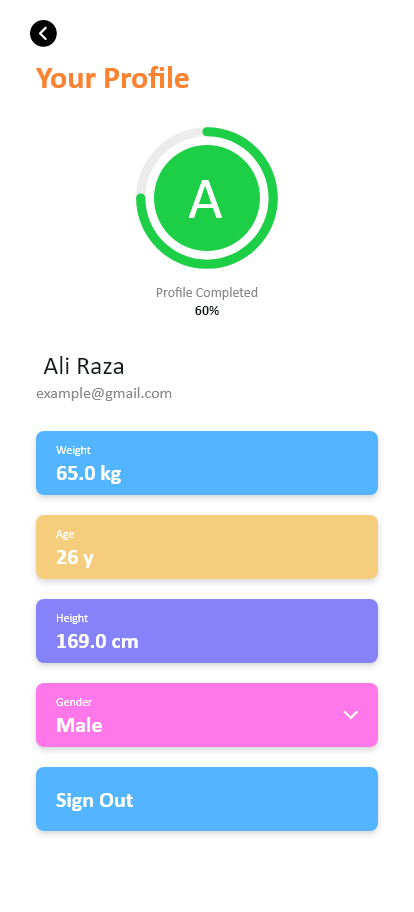 Your Profile
A
Profile Completed
60%
Ali Raza
example@gmail.com
Weight
65.0 kg
Age
26 y
Height
169.0 cm
Gender
Male
Sign Out